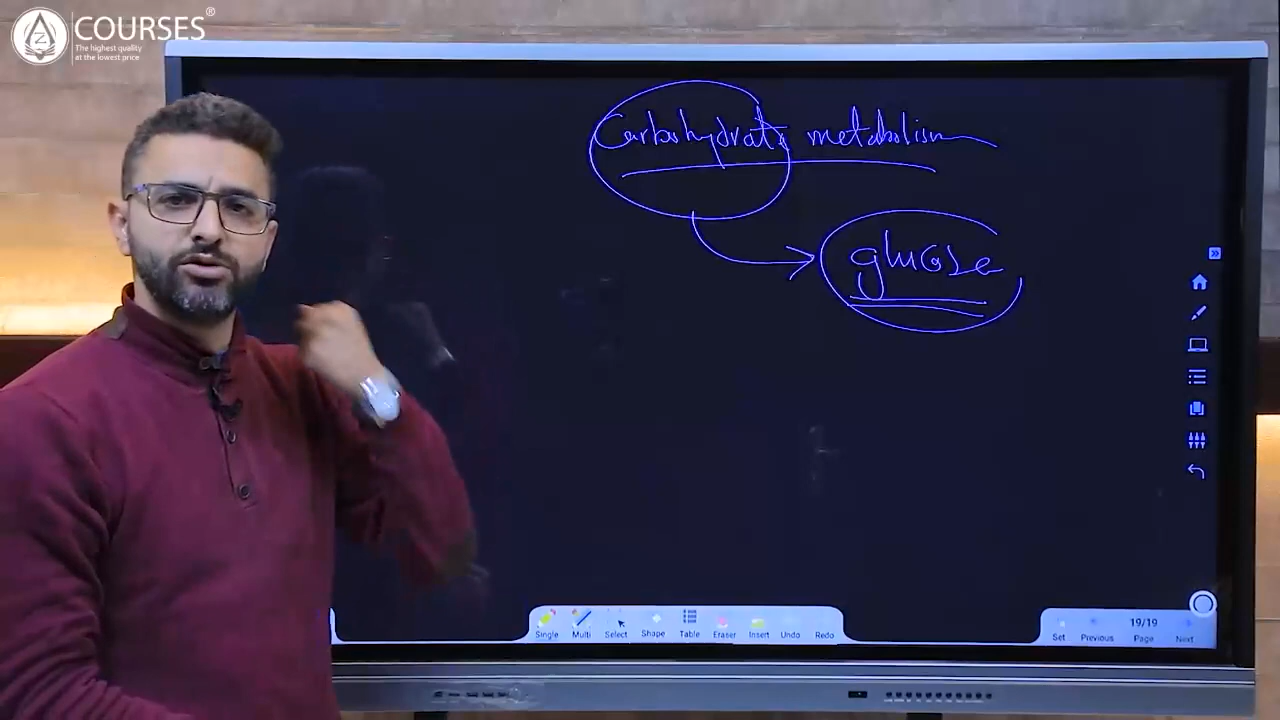 COURSES®
The highest quality
at the lowest price
Carbohydrate metabolism
glucose
Single Multi Select Shape Table Eraser Insert Undo Redo
19/19
Set Previous Page Next